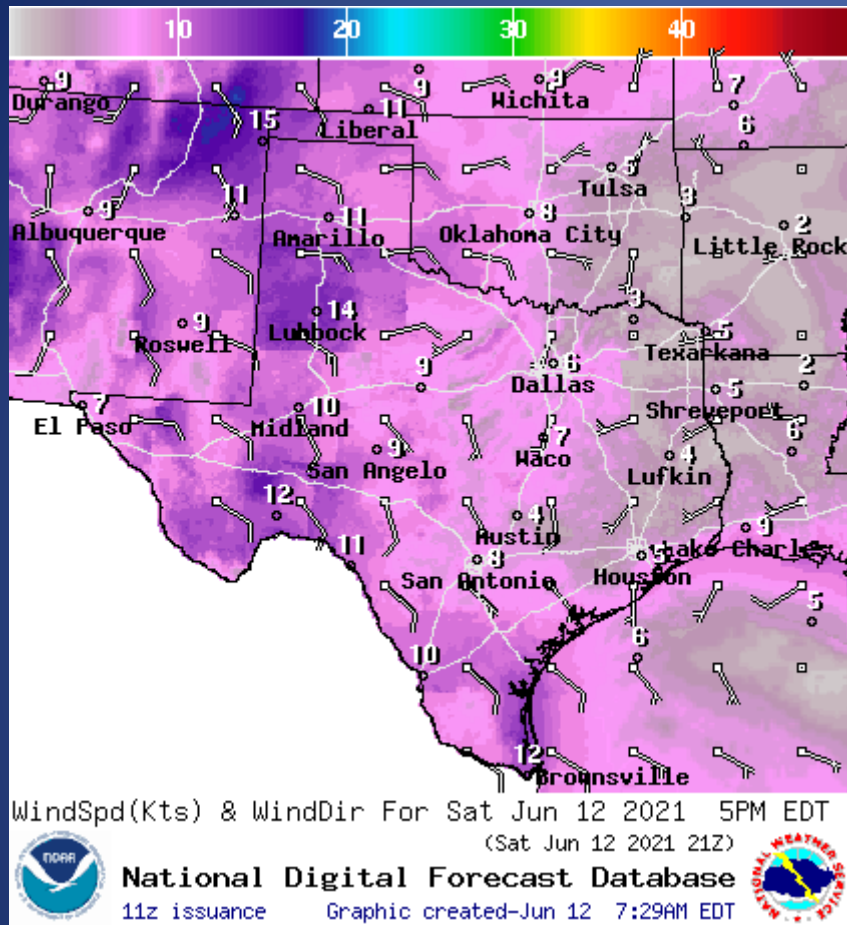 10 20 30 40
9 9 9 7
Durango Wichita
11
Liberal
15 6
5
Tulsa
9 11 11 8 3 2
Albuquerque Amarillo Oklahoma City Little Rock
14 3
9 Lubbock 5
Roswell Texarkana
9 6 2
Dallas 5
7 10 Shreveport
El Paso Midland 7 6
9 Waco 4
San Angelo Lufkin
12 4 9
Austin Lake Charles
11 8 5
San Antonio Houston
5
6
10
12
Brownsville
WindSpd(Kts) & WindDir For Sat Jun 12 2021 5PM EDT
(Sat Jun 12 2021 21Z)
NOAA
NATIONAL WEATHER SERVICE
National Digital Forecast Database
11z issuance Graphic created-Jun 12 7:29AM EDT